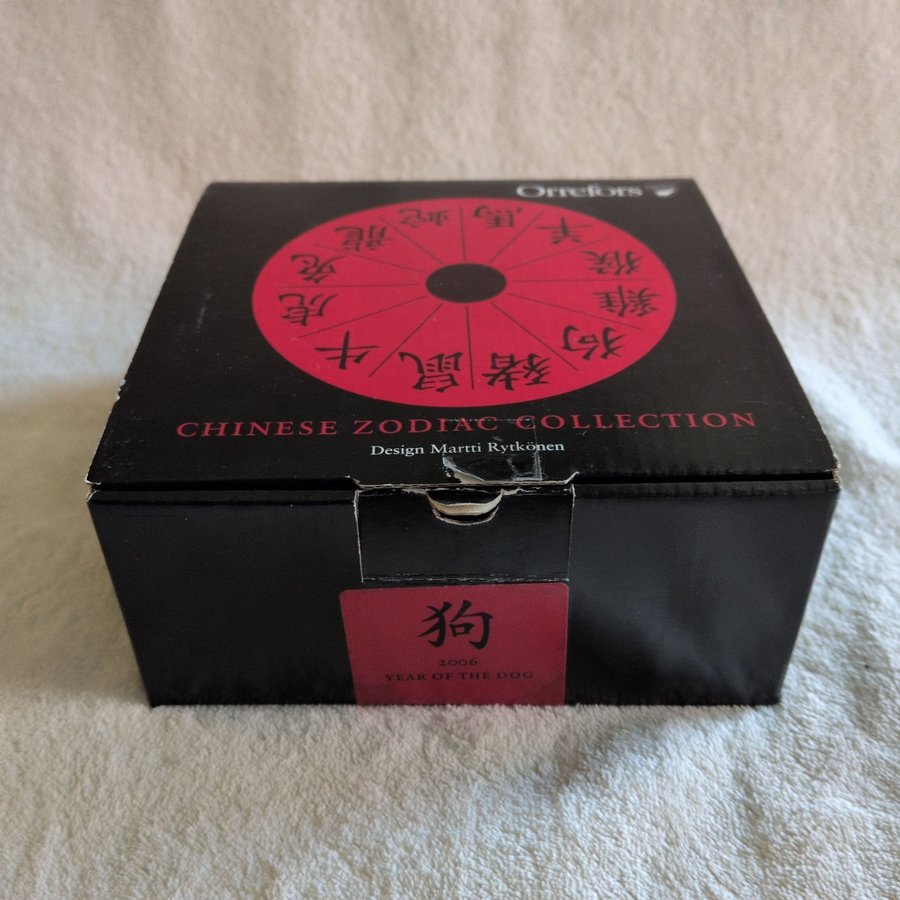 Orrefors
馬
羊
猴
雞
狗
豬
鼠
牛
虎
兔
龍
蛇
CHINESE ZODIAC COLLECTION
Design Martti Rytkönen
狗
2006
YEAR OF THE DOG